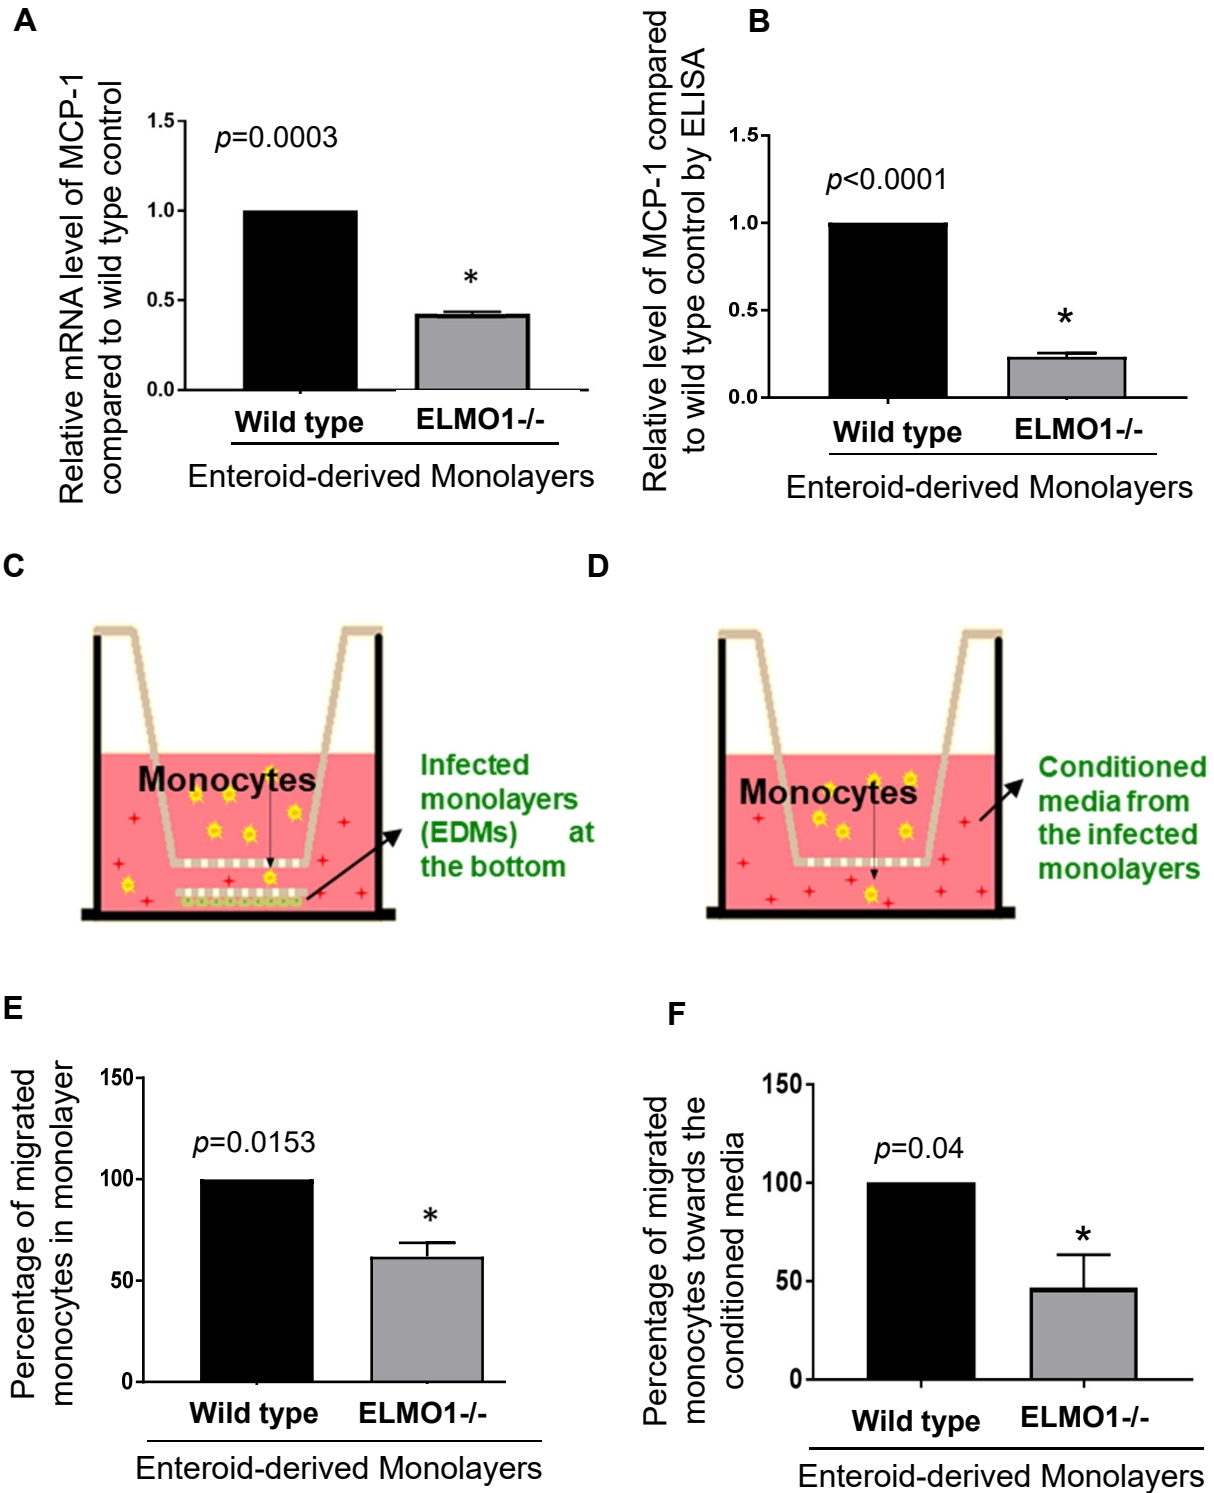 A
Relative mRNA level of MCP-1
compared to wild type control
1.5
1.0
0.5
0.0
p=0.0003
*
Wild type
ELMO1-/-
Enteroid-derived Monolayers
B
Relative level of MCP-1 compared
to wild type control by ELISA
1.5
1.0
0.5
0.0
p<0.0001
*
Wild type
ELMO1-/-
Enteroid-derived Monolayers
C
Monocytes
Infected
monolayers
(EDMs) at
the bottom
D
Monocytes
Conditioned
media from
the infected
monolayers
E
Percentage of migrated
monocytes in monolayer
150
100
50
0
p=0.0153
*
Wild type
ELMO1-/-
Enteroid-derived Monolayers
F
Percentage of migrated
monocytes towards the
conditioned media
150
100
50
0
p=0.04
*
Wild type
ELMO1-/-
Enteroid-derived Monolayers